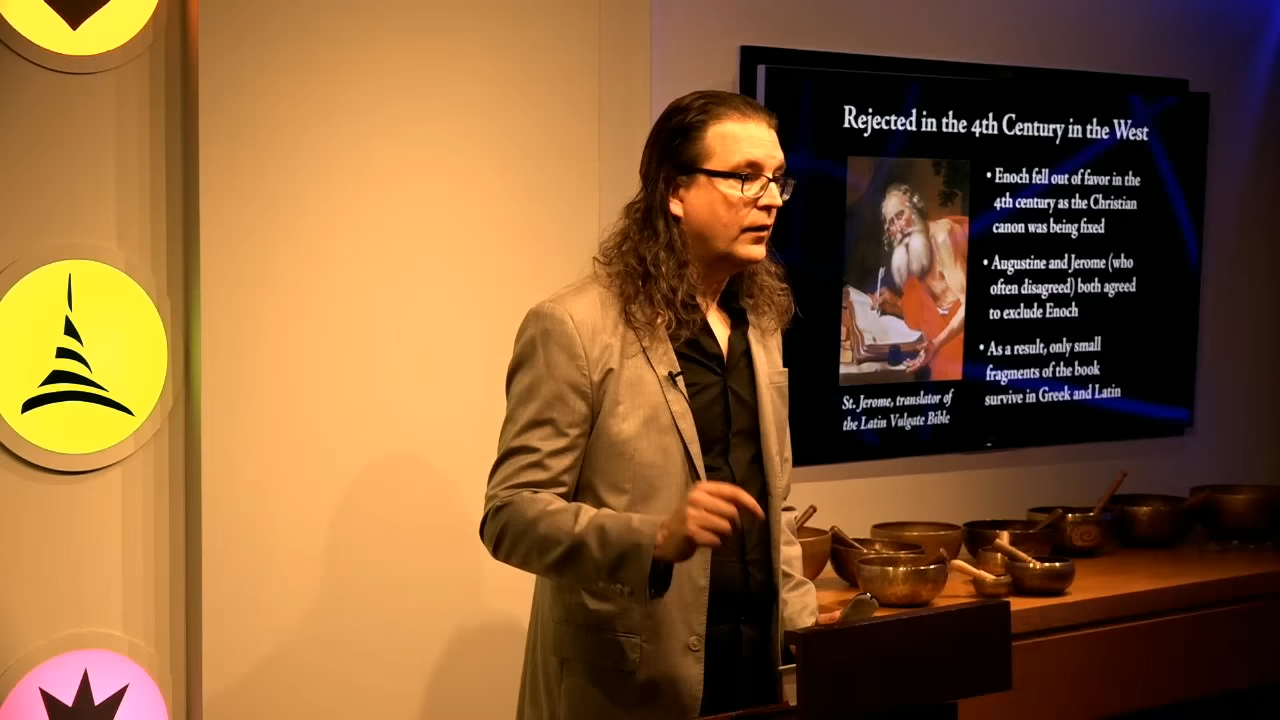 Rejected in the 4th Century in the West
• Enoch fell out of favor in the
4th century as the Christian
canon was being fixed
• Augustine and Jerome (who
often disagreed) both agreed
to exclude Enoch
• As a result, only small
fragments of the book
survive in Greek and Latin
St. Jerome, translator of
the Latin Vulgate Bible